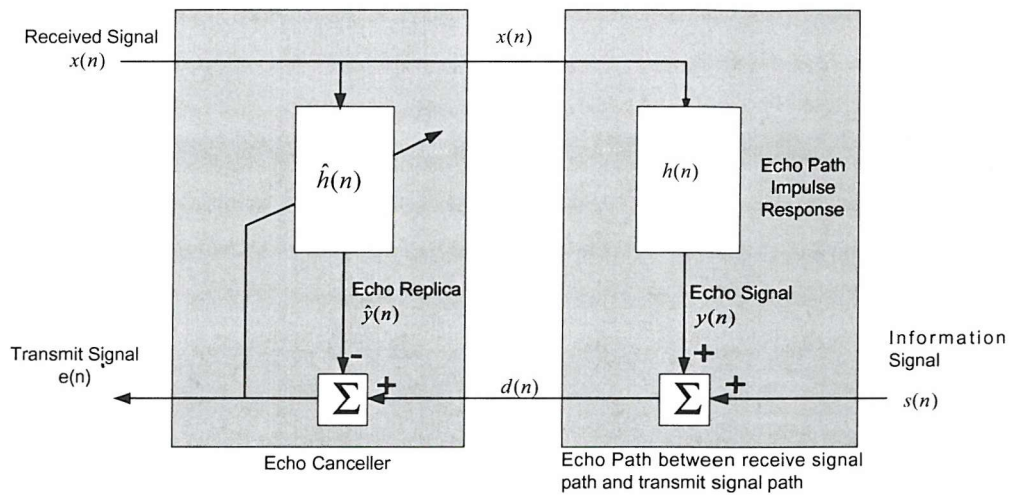 Received Signal
x(n)
x(n)
ĥ(n)
h(n)
Echo Path
Impulse
Response
Echo Replica
ŷ(n)
Echo Signal
y(n)
-
+
Transmit Signal
e(n)
Σ
+
d(n)
Σ
+
Information
Signal
s(n)
Echo Canceller
Echo Path between receive signal
path and transmit signal path